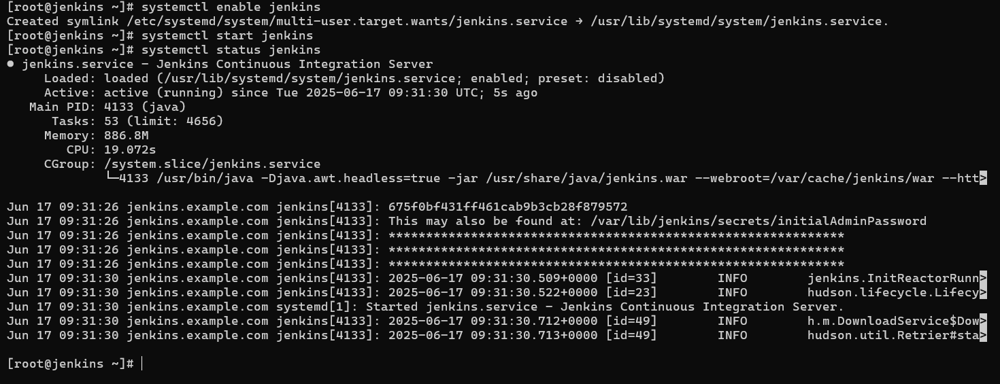 [root@jenkins ~]# systemctl enable jenkins
Created symlink /etc/systemd/system/multi-user.target.wants/jenkins.service → /usr/lib/systemd/system/jenkins.service.
[root@jenkins ~]# systemctl start jenkins
[root@jenkins ~]# systemctl status jenkins
● jenkins.service - Jenkins Continuous Integration Server
     Loaded: loaded (/usr/lib/systemd/system/jenkins.service; enabled; preset: disabled)
     Active: active (running) since Tue 2025-06-17 09:31:30 UTC; 5s ago
   Main PID: 4133 (java)
      Tasks: 53 (limit: 4656)
     Memory: 886.8M
        CPU: 19.072s
     CGroup: /system.slice/jenkins.service
             └─4133 /usr/bin/java -Djava.awt.headless=true -jar /usr/share/java/jenkins.war --webroot=/var/cache/jenkins/war --htt>
Jun 17 09:31:26 jenkins.example.com jenkins[4133]: 675f0bf431ff461cab9b3cb28f879572
Jun 17 09:31:26 jenkins.example.com jenkins[4133]: This may also be found at: /var/lib/jenkins/secrets/initialAdminPassword
Jun 17 09:31:26 jenkins.example.com jenkins[4133]: *************************************************************
Jun 17 09:31:26 jenkins.example.com jenkins[4133]: *************************************************************
Jun 17 09:31:26 jenkins.example.com jenkins[4133]: *************************************************************
Jun 17 09:31:30 jenkins.example.com jenkins[4133]: 2025-06-17 09:31:30.509+0000 [id=33]        INFO        jenkins.InitReactorRunn>
Jun 17 09:31:30 jenkins.example.com jenkins[4133]: 2025-06-17 09:31:30.522+0000 [id=23]        INFO        hudson.lifecycle.Lifecy>
Jun 17 09:31:30 jenkins.example.com systemd[1]: Started jenkins.service - Jenkins Continuous Integration Server.
Jun 17 09:31:30 jenkins.example.com jenkins[4133]: 2025-06-17 09:31:30.712+0000 [id=49]        INFO        h.m.DownloadService$Dow>
Jun 17 09:31:30 jenkins.example.com jenkins[4133]: 2025-06-17 09:31:30.713+0000 [id=49]        INFO        hudson.util.Retrier#sta>
[root@jenkins ~]#